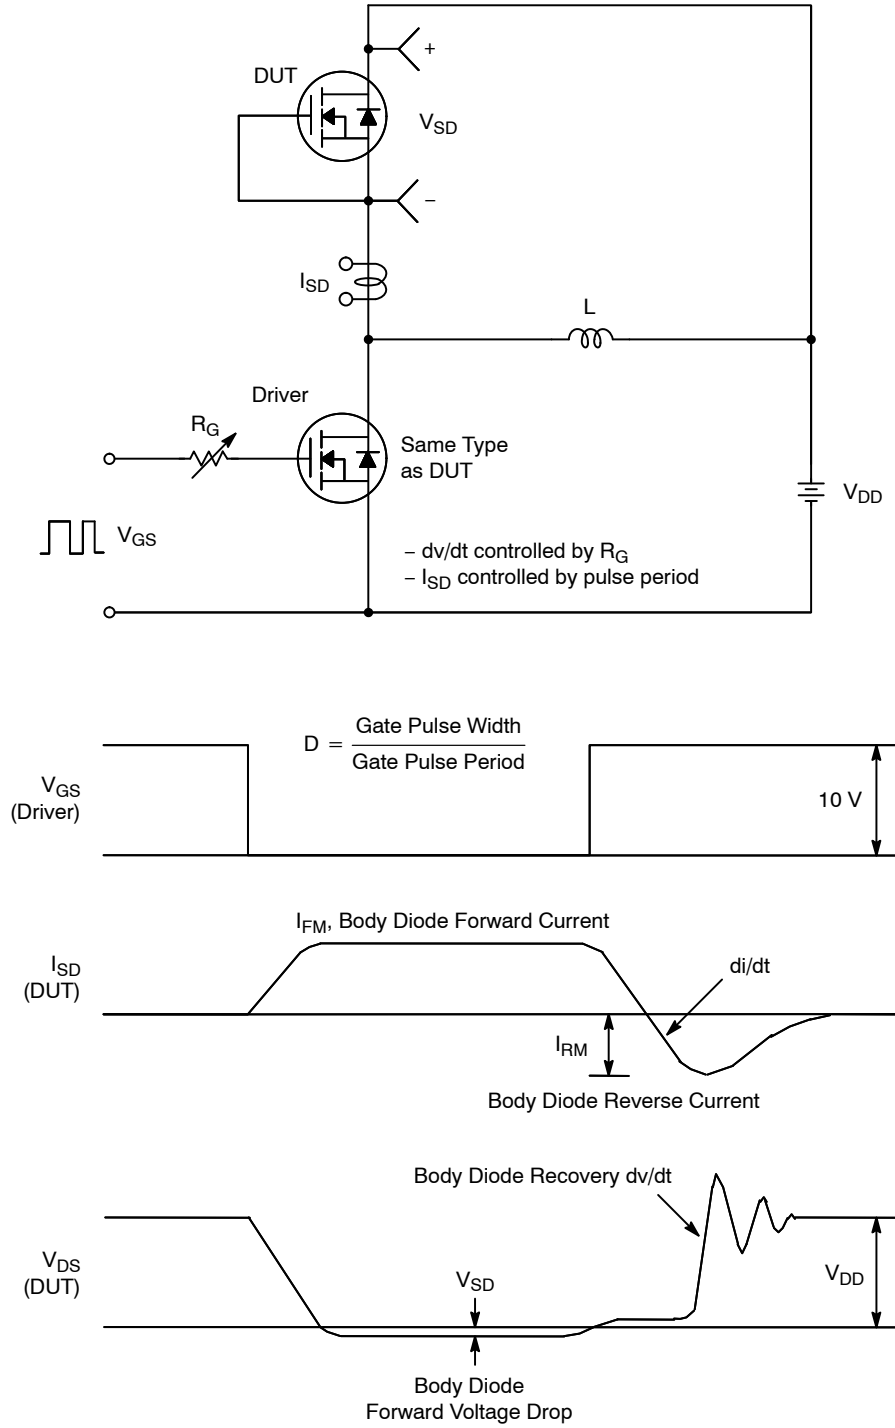 +
DUT
V_SD
−
I_SD
L
Driver
R_G
Same Type
as DUT
V_DD
V_GS
− dv/dt controlled by R_G
− I_SD controlled by pulse period
D = Gate Pulse Width
Gate Pulse Period
V_GS
(Driver)
10 V
I_FM, Body Diode Forward Current
I_SD
(DUT)
di/dt
I_RM
Body Diode Reverse Current
Body Diode Recovery dv/dt
V_DS
(DUT)
V_SD
V_DD
Body Diode
Forward Voltage Drop